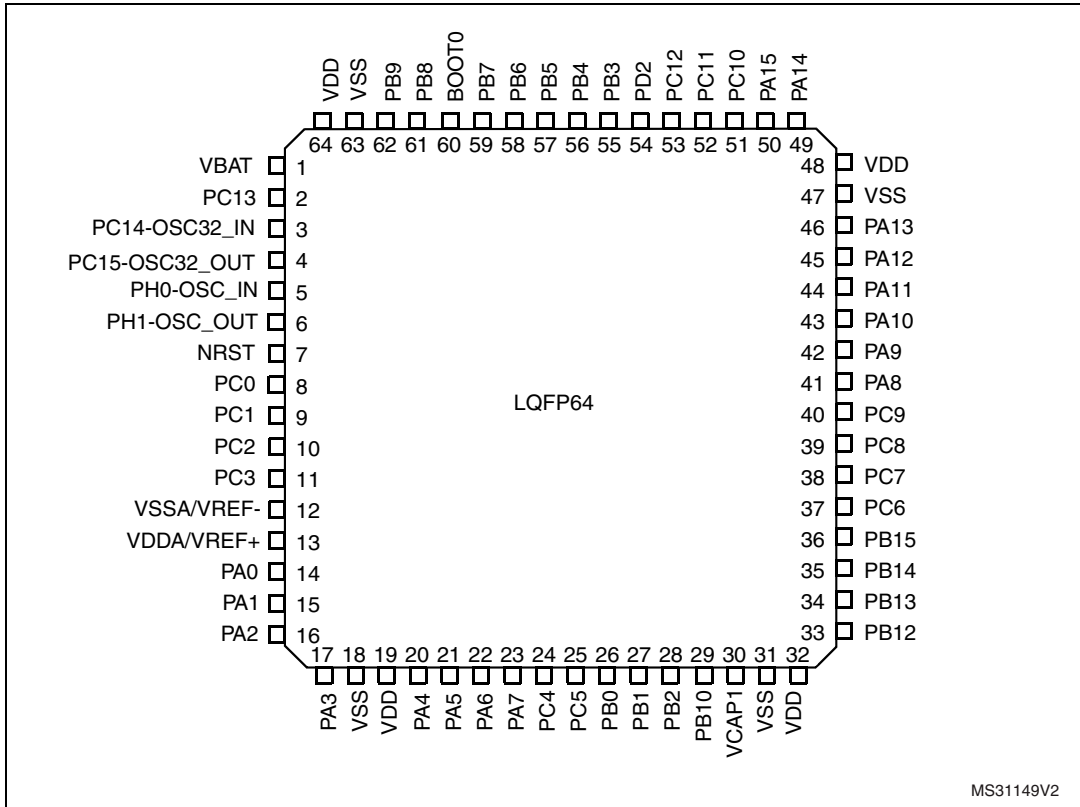 VDD
VSS
PB9
PB8
BOOT0
PB7
PB6
PB5
PB4
PB3
PD2
PC12
PC11
PC10
PA15
PA14
64 63 62 61 60 59 58 57 56 55 54 53 52 51 50 49
VBAT 1
PC13 2
PC14-OSC32_IN 3
PC15-OSC32_OUT 4
PH0-OSC_IN 5
PH1-OSC_OUT 6
NRST 7
PC0 8
PC1 9
PC2 10
PC3 11
VSSA/VREF- 12
VDDA/VREF+ 13
PA0 14
PA1 15
PA2 16
LQFP64
48 VDD
47 VSS
46 PA13
45 PA12
44 PA11
43 PA10
42 PA9
41 PA8
40 PC9
39 PC8
38 PC7
37 PC6
36 PB15
35 PB14
34 PB13
33 PB12
17 18 19 20 21 22 23 24 25 26 27 28 29 30 31 32
PA3
VSS
VDD
PA4
PA5
PA6
PA7
PC4
PC5
PB0
PB1
PB2
PB10
VCAP1
VSS
VDD
MS31149V2